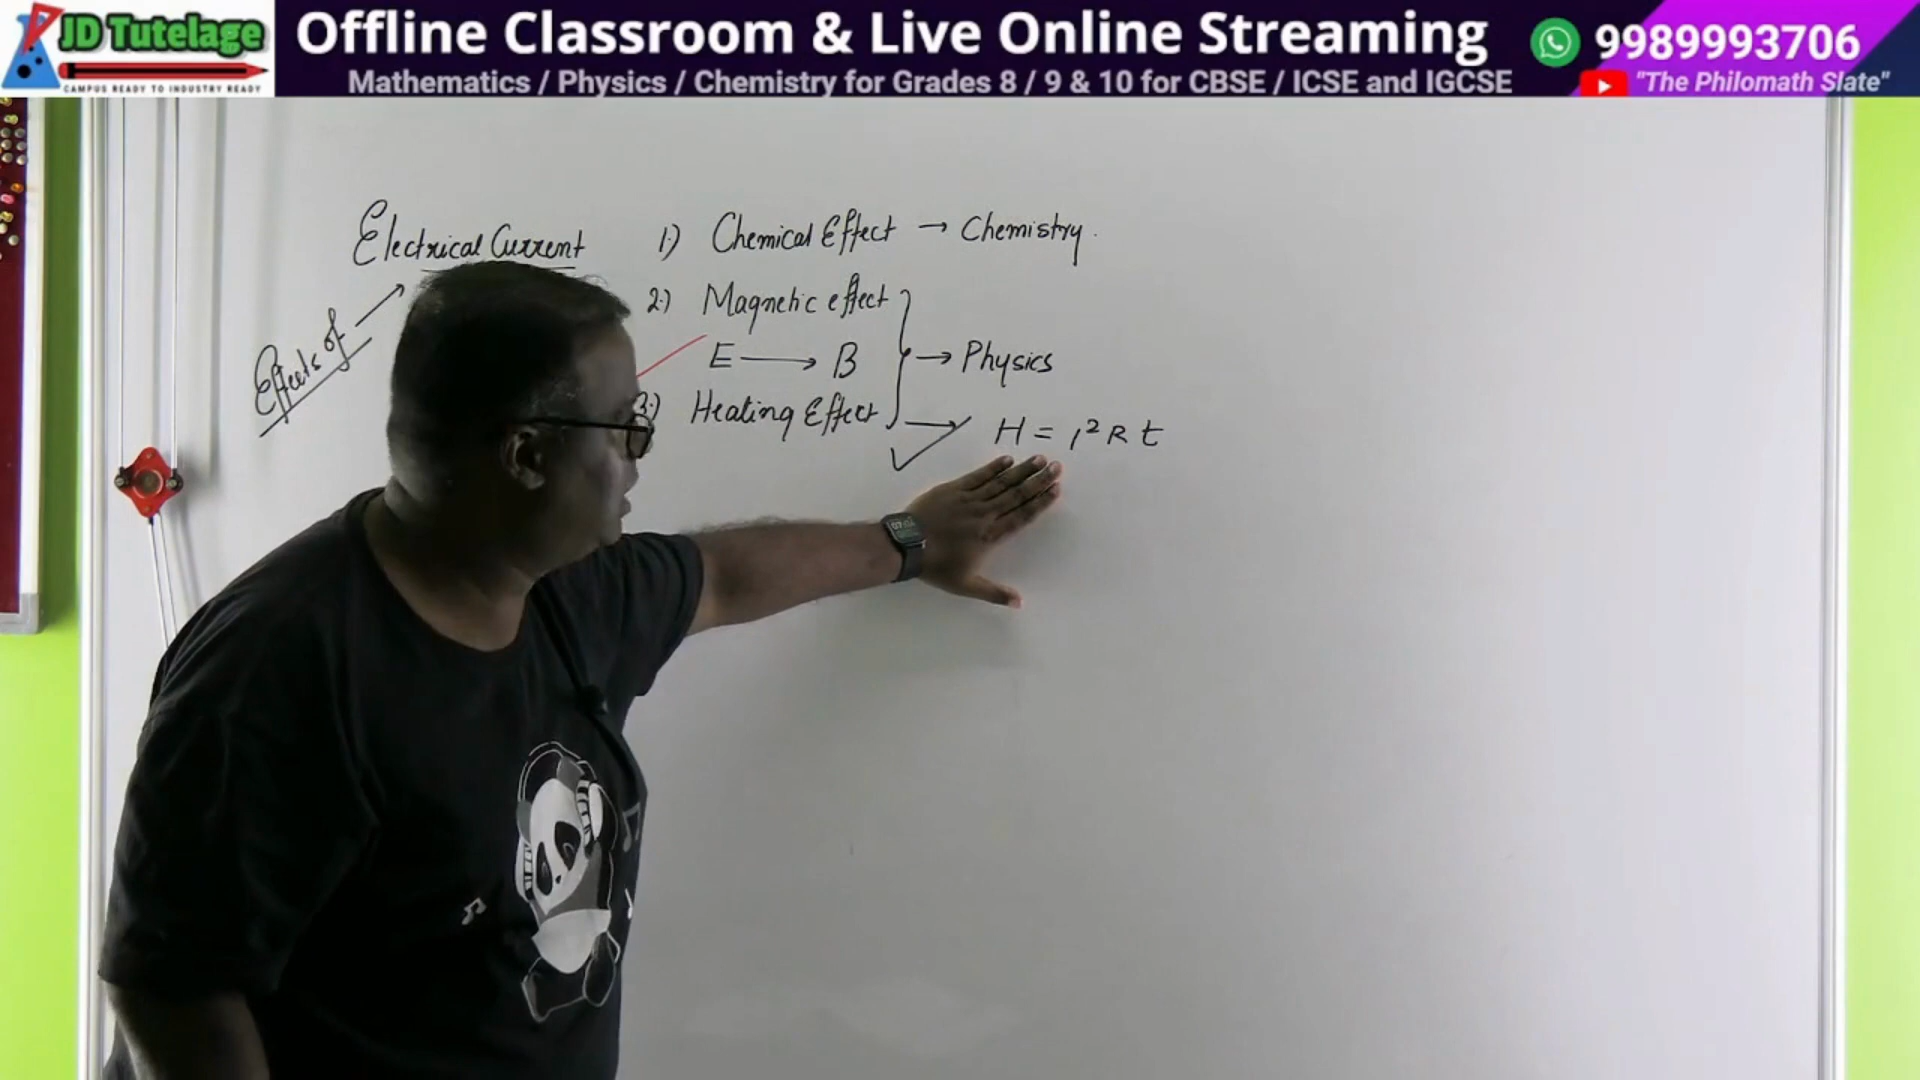 JD Tutelage
CAMPUS READY TO INDUSTRY READY
Offline Classroom & Live Online Streaming
Mathematics / Physics / Chemistry for Grades 8 / 9 & 10 for CBSE / ICSE and IGCSE
9989993706
"The Philomath Slate"
Electrical Current
Effects of
1.) Chemical Effect → Chemistry.
2.) Magnetic effect
E → B
→ Physics
3.) Heating Effect → H = i²Rt